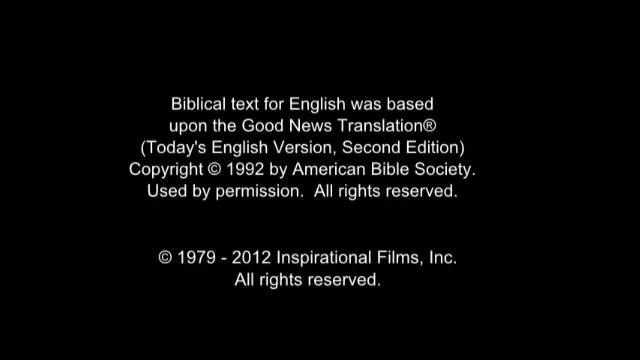 Biblical text for English was based
upon the Good News Translation®
(Today's English Version, Second Edition)
Copyright © 1992 by American Bible Society.
Used by permission.  All rights reserved.
© 1979 - 2012 Inspirational Films, Inc.
All rights reserved.